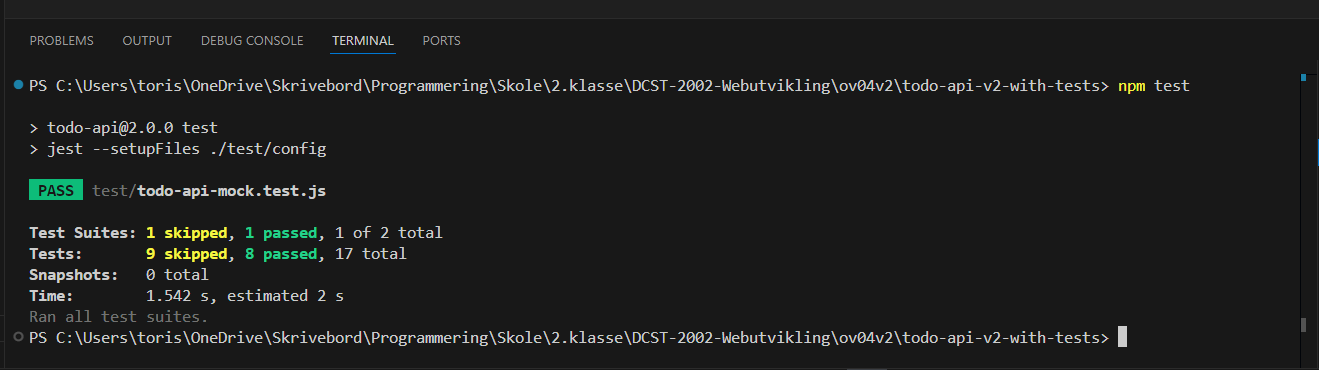 PROBLEMS OUTPUT DEBUG CONSOLE TERMINAL PORTS
PS C:\Users\toris\OneDrive\Skrivebord\Programmering\Skole\2.klasse\DCST-2002-Webutvikling\ov04v2\todo-api-v2-with-tests> npm test
> todo-api@2.0.0 test
> jest --setupFiles ./test/config
PASS test/todo-api-mock.test.js
Test Suites: 1 skipped, 1 passed, 1 of 2 total
Tests: 9 skipped, 8 passed, 17 total
Snapshots: 0 total
Time: 1.542 s, estimated 2 s
Ran all test suites.
PS C:\Users\toris\OneDrive\Skrivebord\Programmering\Skole\2.klasse\DCST-2002-Webutvikling\ov04v2\todo-api-v2-with-tests>